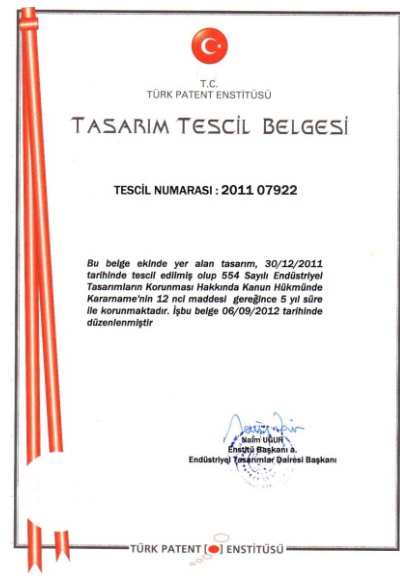 T.C.
TÜRK PATENT ENSTİTÜSÜ
TASARIM TESCİL BELGESİ
TESCİL NUMARASI : 2011 07922
Bu belge ekinde yer alan tasarım, 30/12/2011
tarihinde tescil edilmiş olup 554 Sayılı Endüstriyel
Tasarımların Korunması Hakkında Kanun Hükmünde
Kararname'nin 12 nci maddesi gereğince 5 yıl süre
ile korunmaktadır. İşbu belge 06/09/2012 tarihinde
düzenlenmiştir
Naim UĞUR
Enstitü Başkanı a.
Endüstriyel Tasarımlar Dairesi Başkanı
TÜRK PATENT [ ] ENSTİTÜSÜ